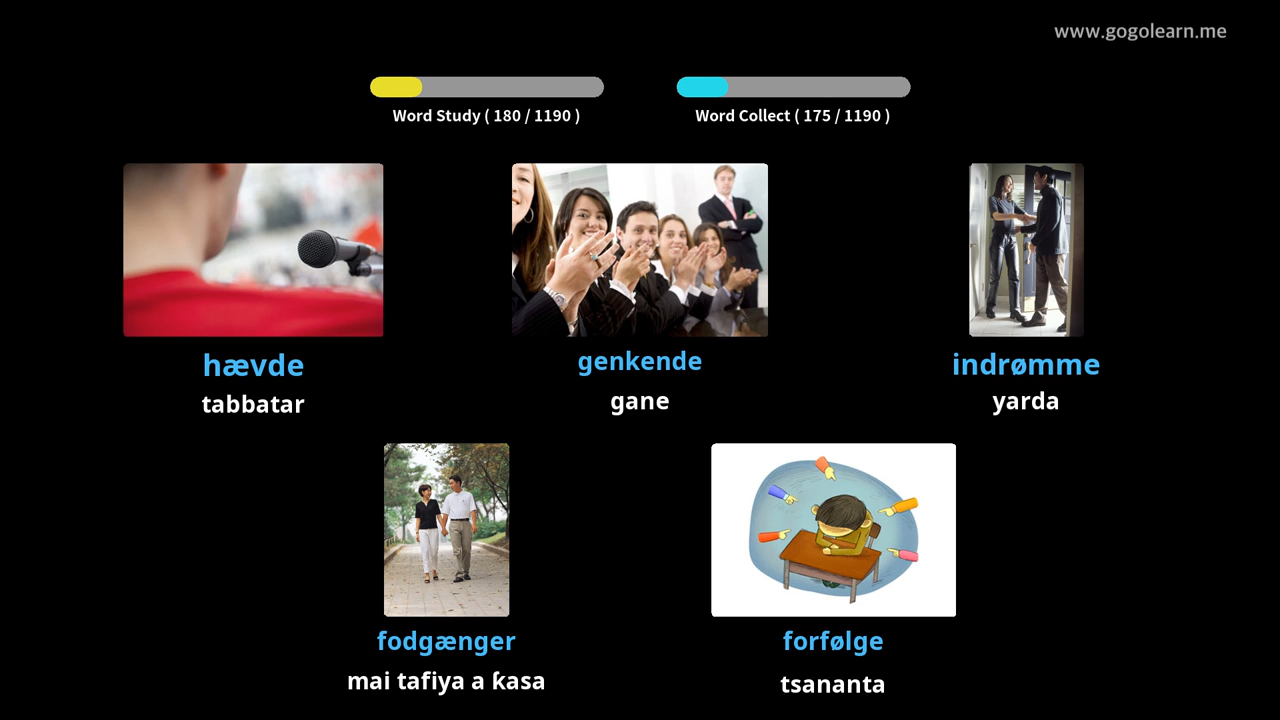 www.gogolearn.me
Word Study ( 180 / 1190 )
Word Collect ( 175 / 1190 )
hævde
genkende
indrømme
tabbatar
gane
yarda
fodgænger
forfølge
mai tafiya a ƙasa
tsananta